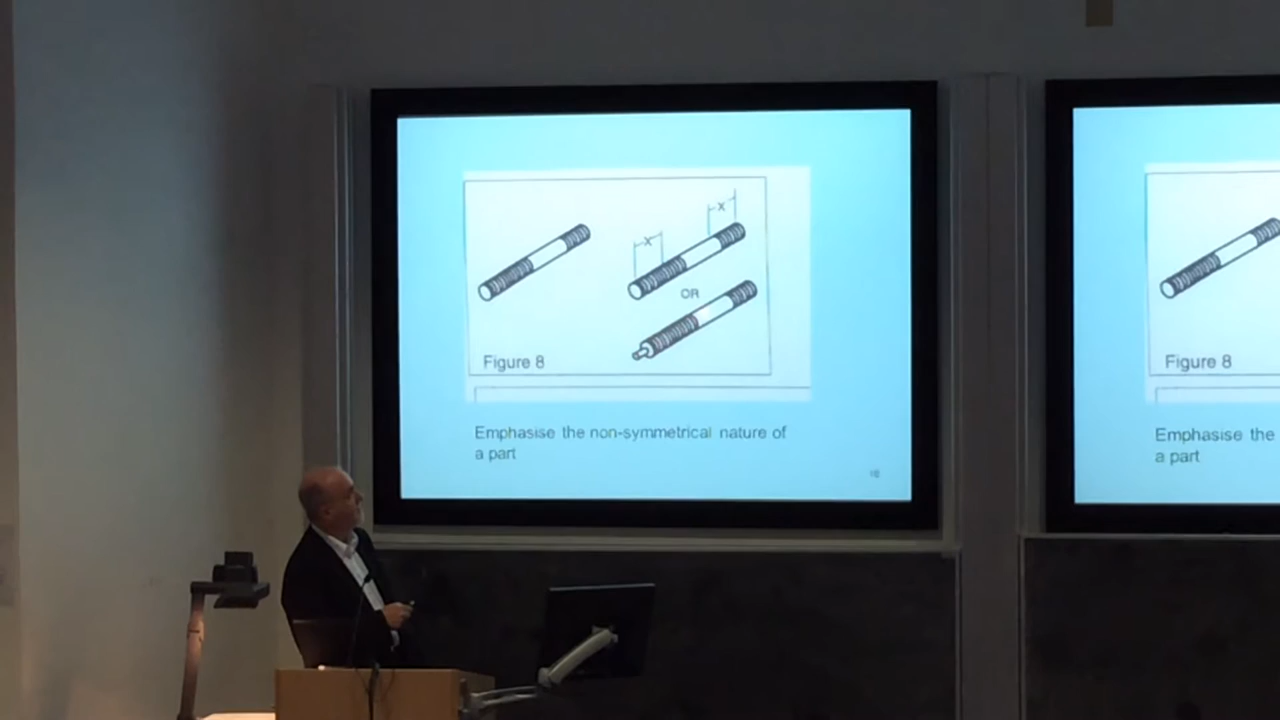 X
X
OR
Figure 8
Emphasise the non-symmetrical nature of
a part
Figure 8
Emphasise the
a part